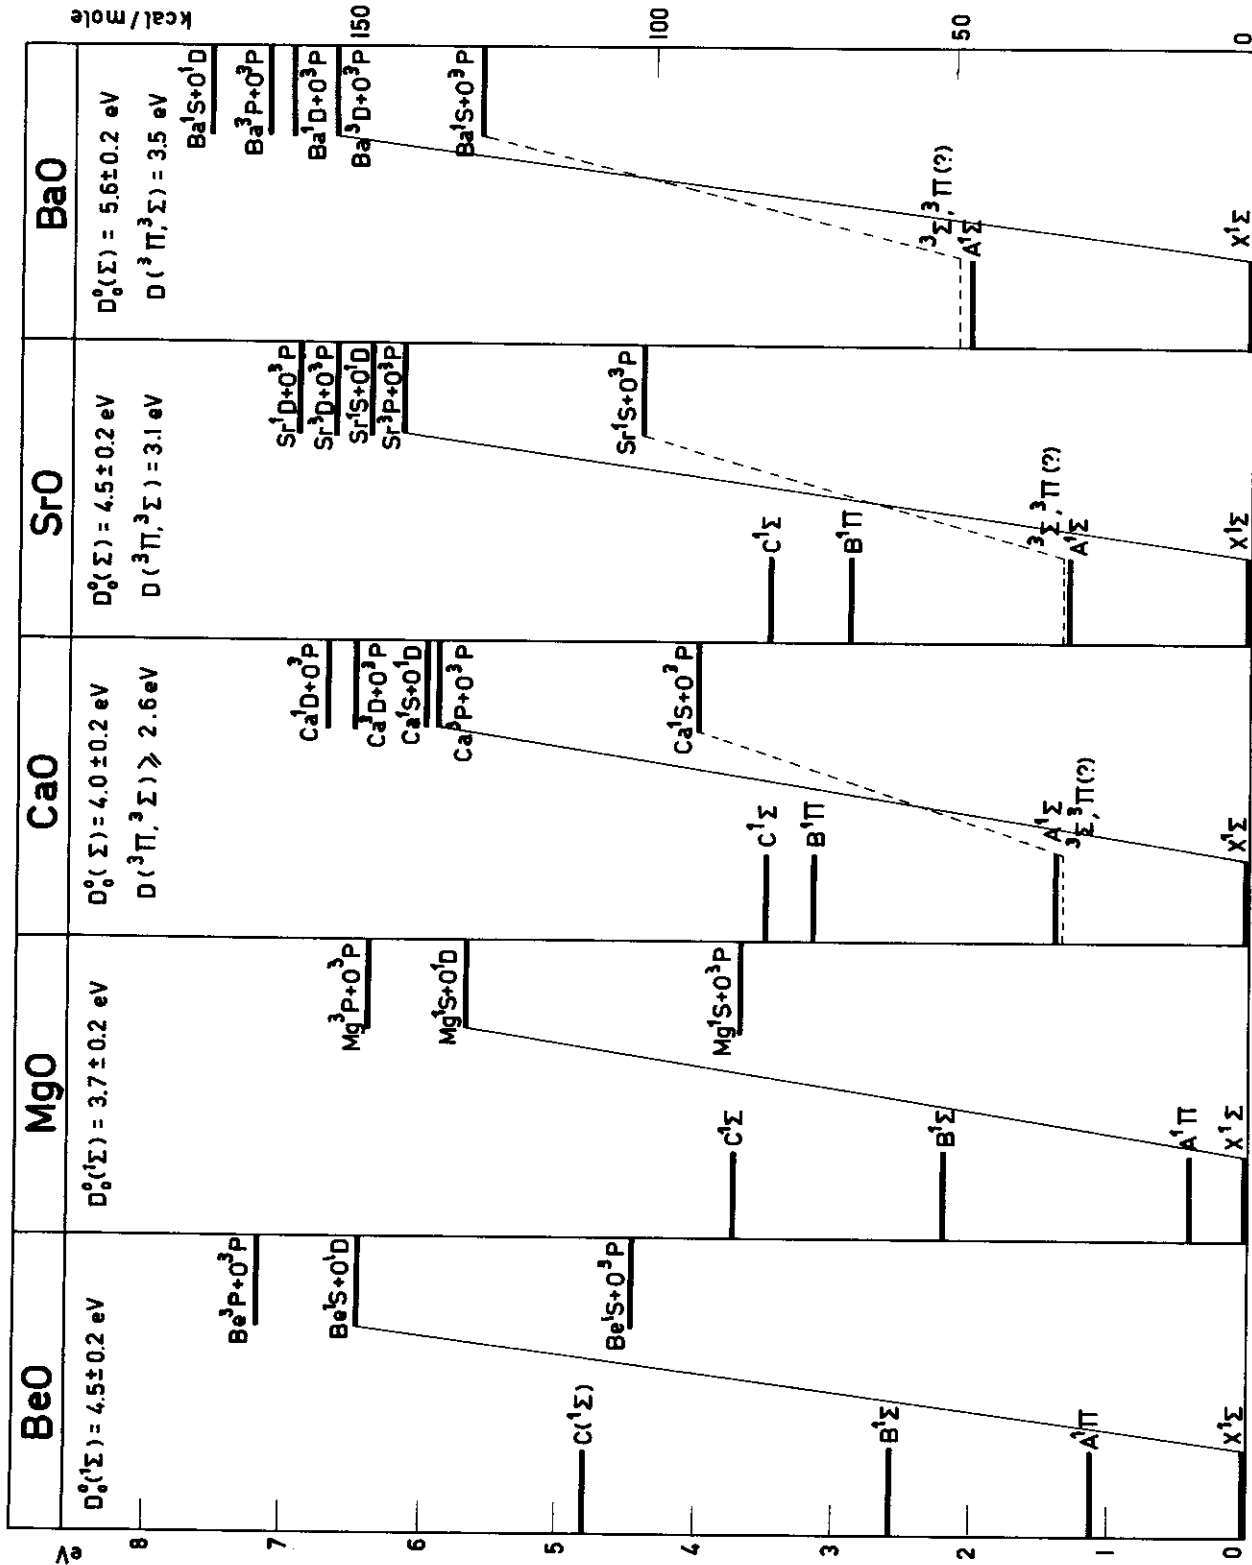 BeO
MgO
CaO
SrO
BaO
D₀⁰(¹Σ) = 4.5±0.2 eV
D₀⁰(¹Σ) = 3.7±0.2 eV
D₀⁰(Σ) = 4.0±0.2 eV
D(³Π,³Σ) ⩾ 2.6 eV
D₀⁰(Σ) = 4.5±0.2 eV
D(³Π,³Σ) = 3.1 eV
D₀⁰(Σ) = 5.6±0.2 eV
D(³Π,³Σ) = 3.5 eV
eV
8
7
6
5
4
3
2
1
0
Be³P+O³P
Be¹S+O¹D
Be¹S+O³P
C(¹Σ)
B¹Σ
A¹Π
X¹Σ
Mg³P+O³P
Mg¹S+O¹D
Mg¹S+O³P
C¹Σ
B¹Σ
A¹Π
X¹Σ
Ca¹D+O³P
Ca³D+O³P
Ca¹S+O¹D
Ca³P+O³P
Ca¹S+O³P
C¹Σ
B¹Π
A¹Σ
³Σ,³Π(?)
X¹Σ
Sr¹D+O³P
Sr³D+O³P
Sr¹S+O¹D
Sr³P+O³P
Sr¹S+O³P
C¹Σ
B¹Π
³Σ,³Π(?)
A¹Σ
X¹Σ
Ba¹S+O¹D
Ba³P+O³P
Ba¹D+O³P
Ba³D+O³P
Ba¹S+O³P
³Σ,³Π(?)
A¹Σ
X¹Σ
kcal/mole
150
100
50
0